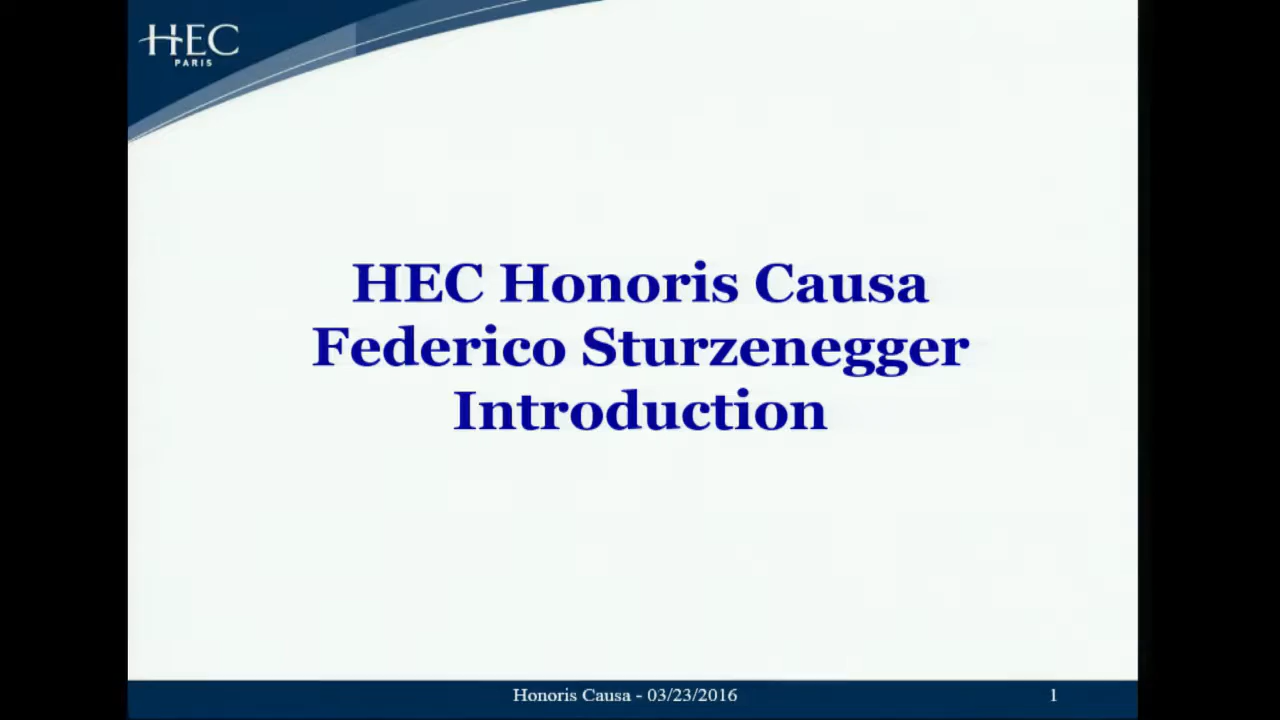 HEC
PARIS
HEC Honoris Causa
Federico Sturzenegger
Introduction
Honoris Causa - 03/23/2016
1